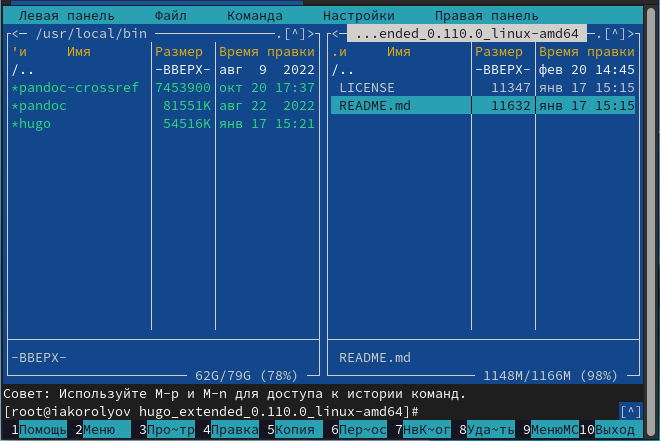 Левая панель Файл Команда Настройки Правая панель
<─ /usr/local/bin ─.[^]> <─ ...ended_0.110.0_linux-amd64 ─.[^]>
'и Имя Размер Время правки .и Имя Размер Время правки
/.. -ВВЕРХ- авг 9 2022 /.. -ВВЕРХ- фев 20 14:45
*pandoc-crossref 7453900 окт 20 17:37 LICENSE 11347 янв 17 15:15
*pandoc 81551K авг 22 2022 README.md 11632 янв 17 15:15
*hugo 54516K янв 17 15:21
-ВВЕРХ- README.md
62G/79G (78%) 1148M/1166M (98%)
Совет: Используйте M-p и M-n для доступа к истории команд.
[root@iakorolyov hugo_extended_0.110.0_linux-amd64]# [^]
1Помощь 2Меню 3Про~тр 4Правка 5Копия 6Пер~ос 7НвК~ог 8Уда~ть 9МенюMC 10Выход